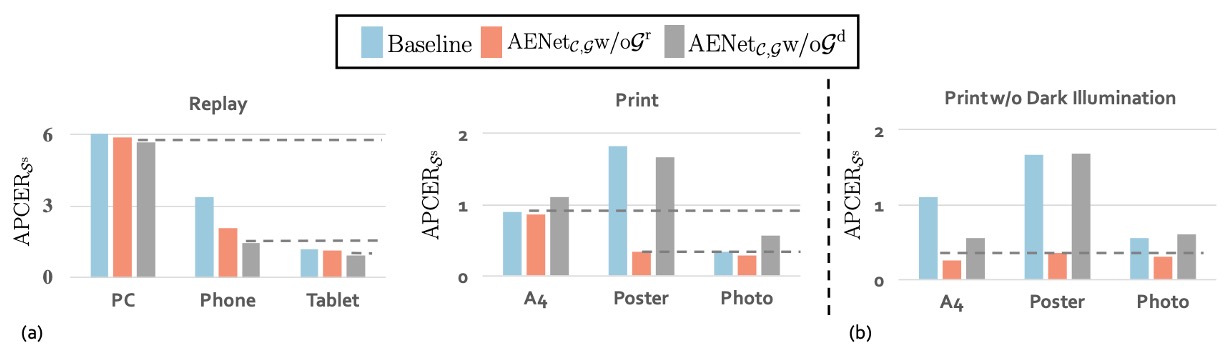 Baseline AENetC,Gw/oGr AENetC,Gw/oGd
Replay
APCERSs
6
3
0
PC Phone Tablet
Print
APCERSs
2
1
0
A4 Poster Photo
Print w/o Dark Illumination
APCERSs
2
1
0
A4 Poster Photo
(a)
(b)